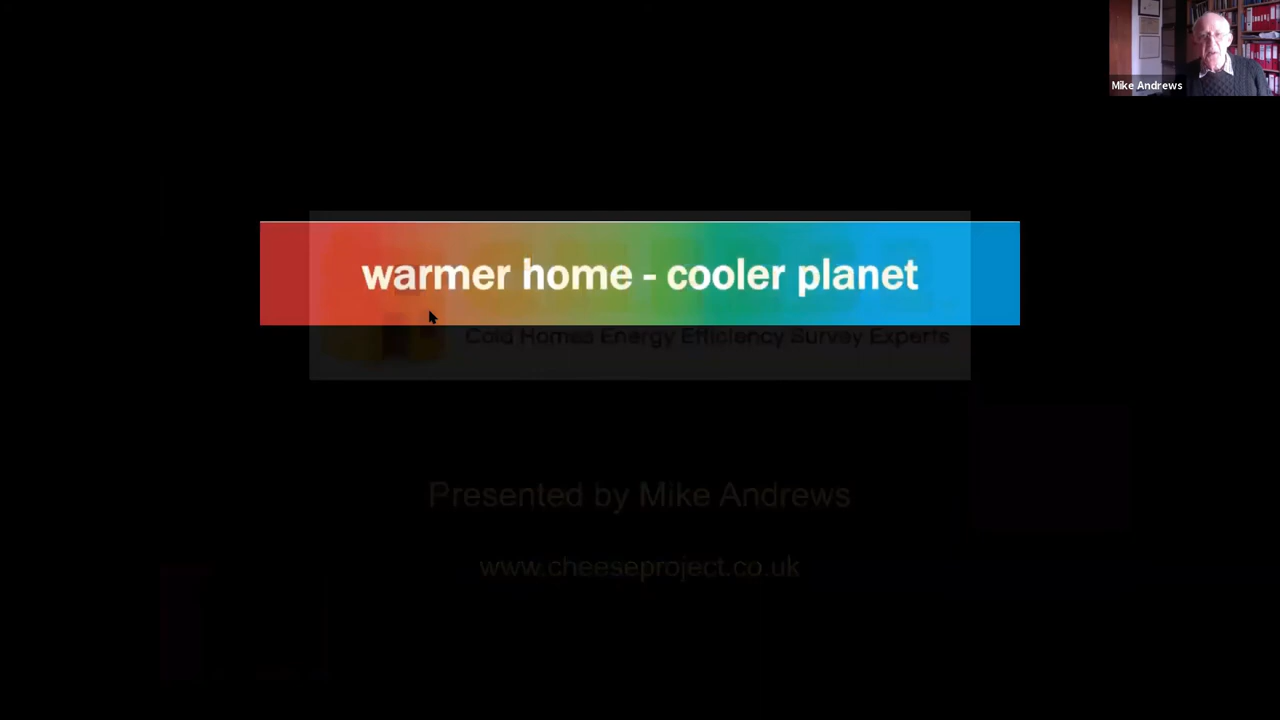 Mike Andrews
warmer home - cooler planet
Cold Homes Energy Efficiency Survey Experts
Presented by Mike Andrews
www.cheeseproject.co.uk